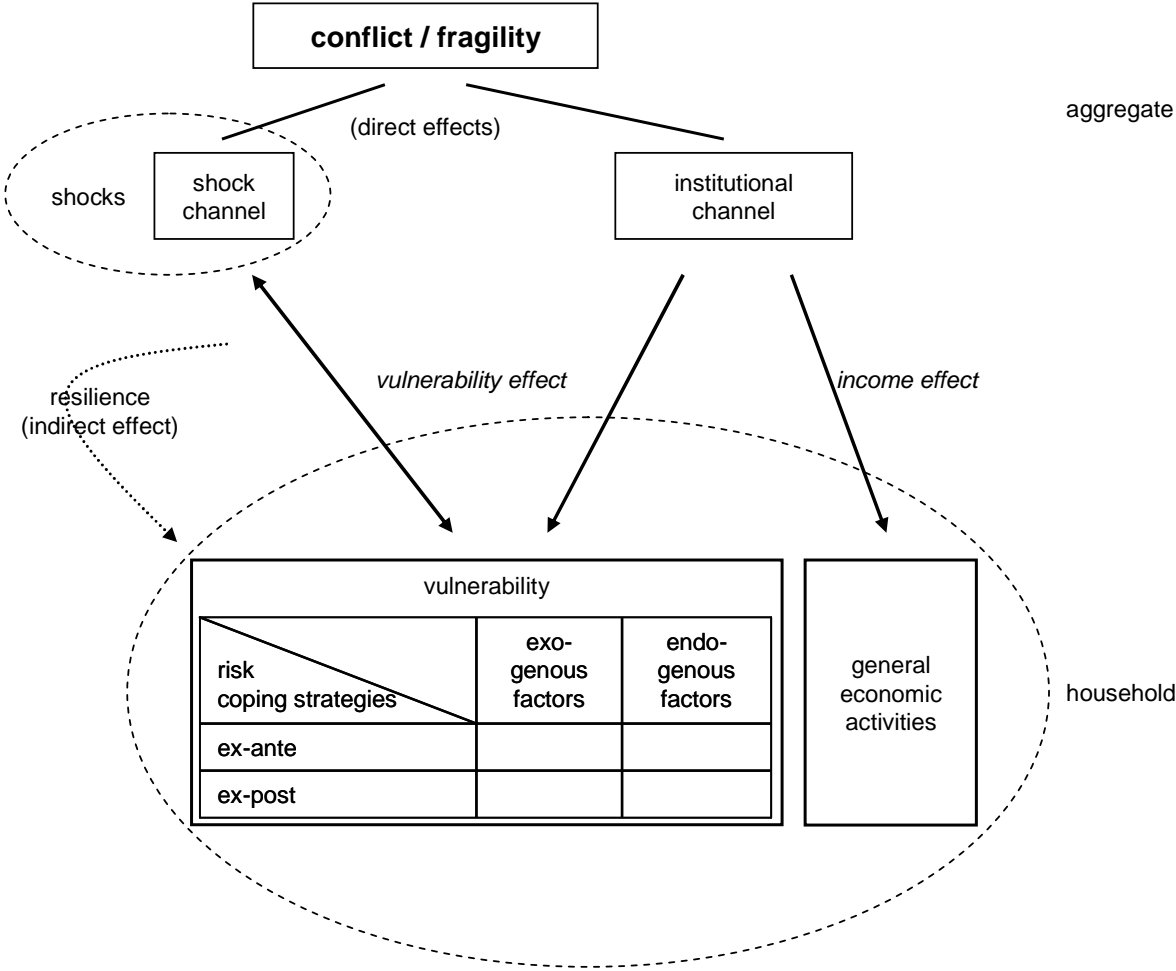 conflict / fragility
aggregate
(direct effects)
shocks
shock
channel
institutional
channel
vulnerability effect
income effect
resilience
(indirect effect)
vulnerability
risk
coping strategies
exo-
genous
factors
endo-
genous
factors
ex-ante
ex-post
general
economic
activities
household